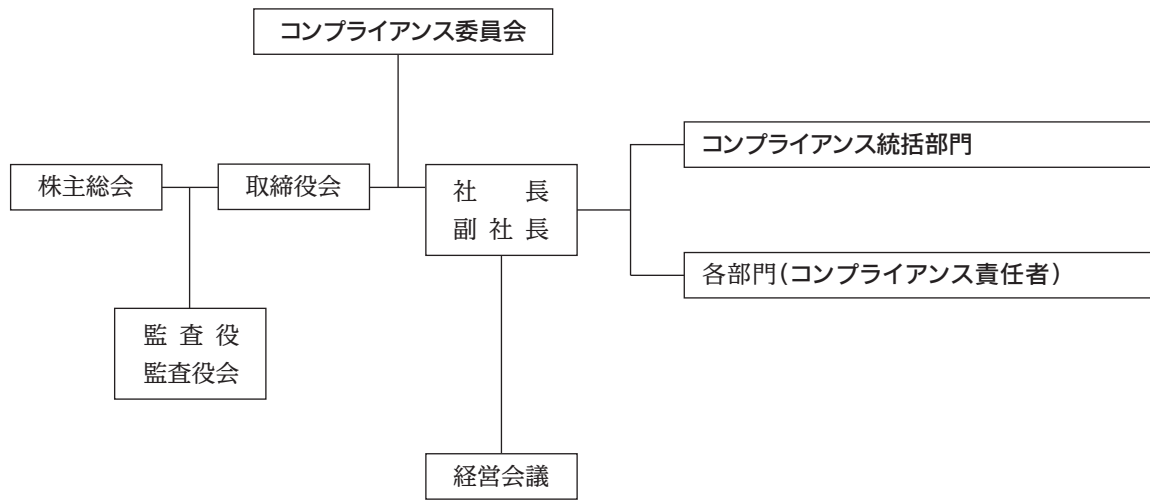 コンプライアンス委員会
コンプライアンス統括部門
株主総会
取締役会
社長
副社長
各部門(コンプライアンス責任者)
監査役
監査役会
経営会議